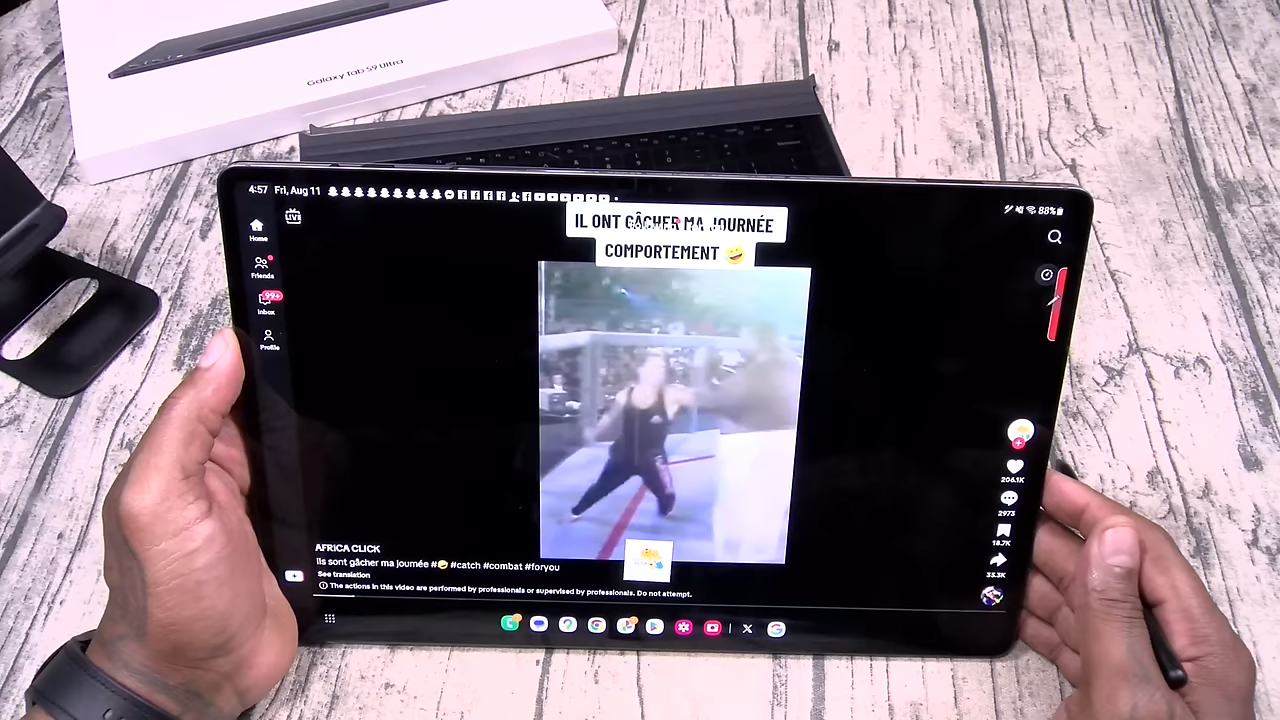 Galaxy Tab S9 Ultra
4:57 Fri, Aug 11
88%
LIVE
IL ONT GÂCHER MA JOURNÉE
COMPORTEMENT 🤣
Home
Friends
99+
Inbox
Profile
206.1K
2973
18.7K
33.3K
AFRICA CLICK
Ils sont gâcher ma journée #🤣 #catch #combat #foryou
See translation
The actions in this video are performed by professionals or supervised by professionals. Do not attempt.